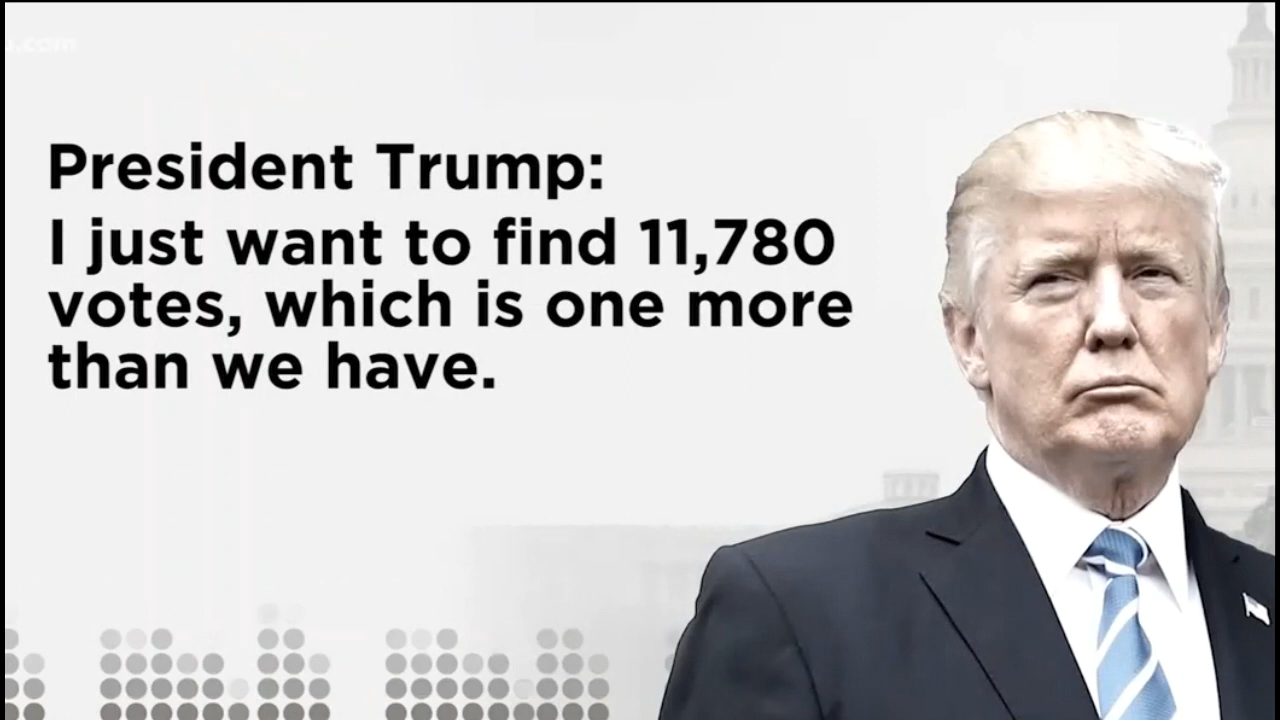 President Trump:
I just want to find 11,780
votes, which is one more
than we have.